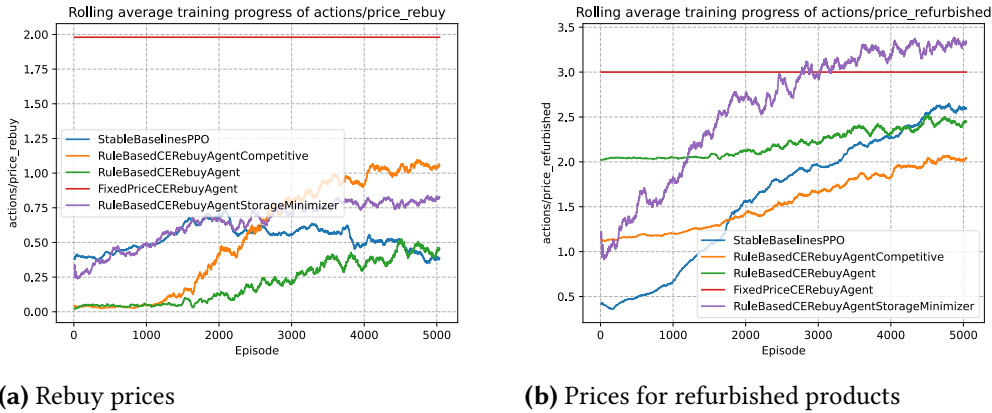 Rolling average training progress of actions/price_rebuy
2.00
1.75
1.50
1.25
1.00
0.75
0.50
0.25
0.00
actions/price_rebuy
StableBaselinesPPO
RuleBasedCERebuyAgentCompetitive
RuleBasedCERebuyAgent
FixedPriceCERebuyAgent
RuleBasedCERebuyAgentStorageMinimizer
0 1000 2000 3000 4000 5000
Episode
(a) Rebuy prices
Rolling average training progress of actions/price_refurbished
3.5
3.0
2.5
2.0
1.5
1.0
0.5
actions/price_refurbished
StableBaselinesPPO
RuleBasedCERebuyAgentCompetitive
RuleBasedCERebuyAgent
FixedPriceCERebuyAgent
RuleBasedCERebuyAgentStorageMinimizer
0 1000 2000 3000 4000 5000
Episode
(b) Prices for refurbished products